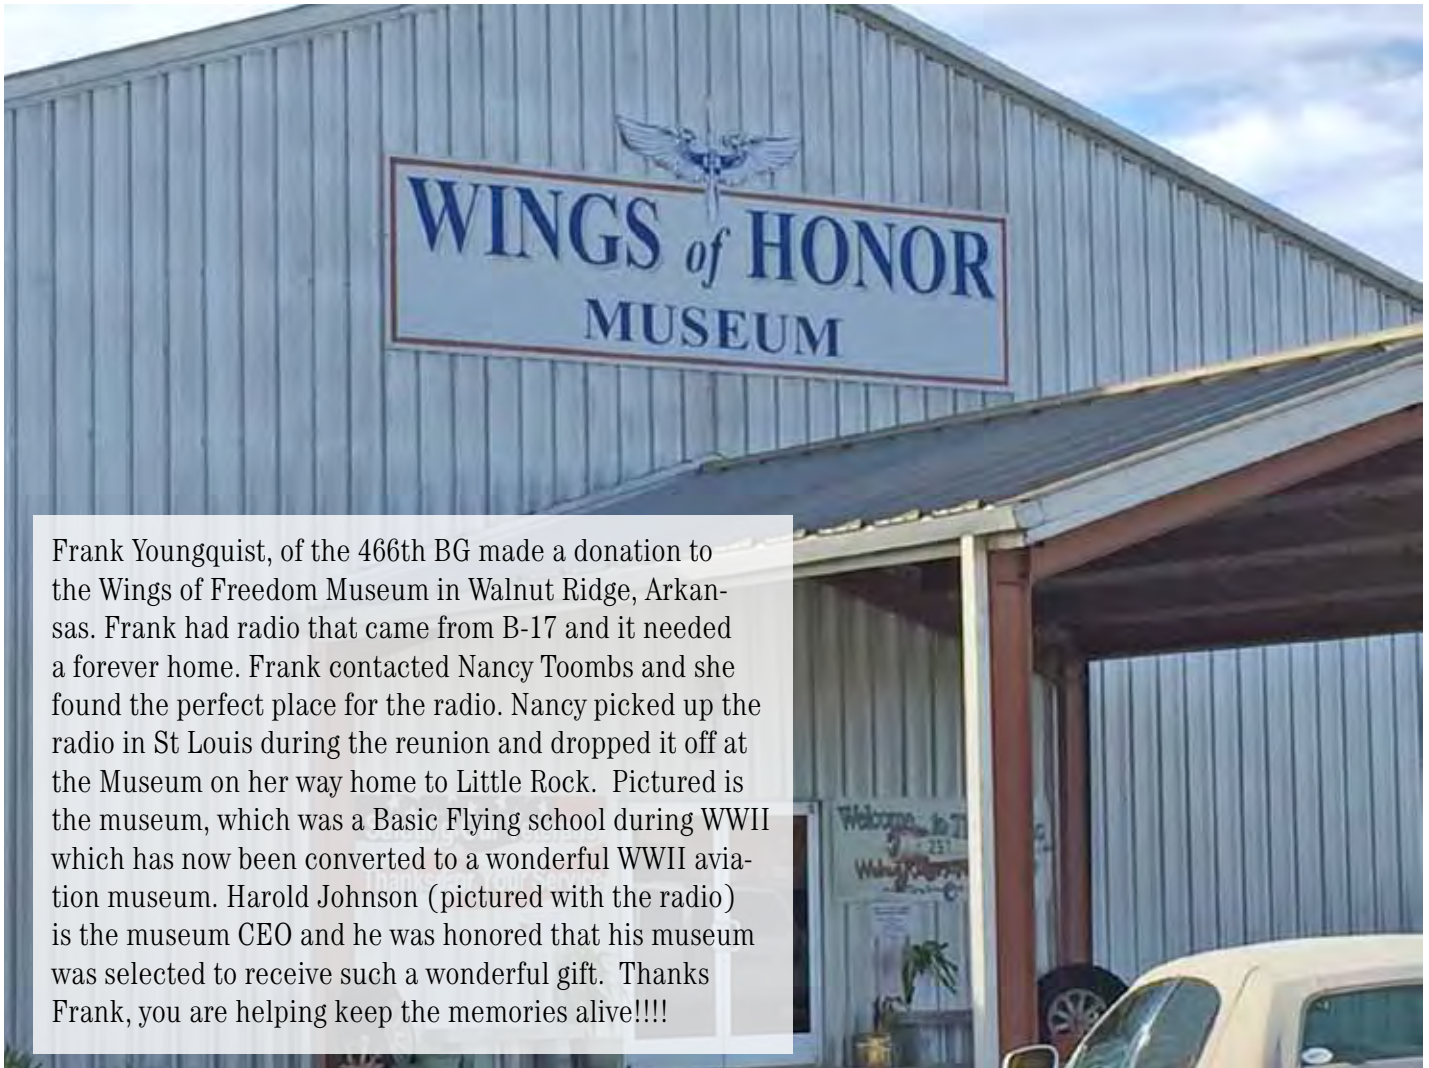 WINGS of HONOR
MUSEUM
Frank Youngquist, of the 466th BG made a donation to
the Wings of Freedom Museum in Walnut Ridge, Arkan-
sas. Frank had radio that came from B-17 and it needed
a forever home. Frank contacted Nancy Toombs and she
found the perfect place for the radio. Nancy picked up the
radio in St Louis during the reunion and dropped it off at
the Museum on her way home to Little Rock.  Pictured is
the museum, which was a Basic Flying school during WWII
which has now been converted to a wonderful WWII avia-
tion museum. Harold Johnson (pictured with the radio)
is the museum CEO and he was honored that his museum
was selected to receive such a wonderful gift.  Thanks
Frank, you are helping keep the memories alive!!!!
Thanks For Your Service
Welcome to
Walnut